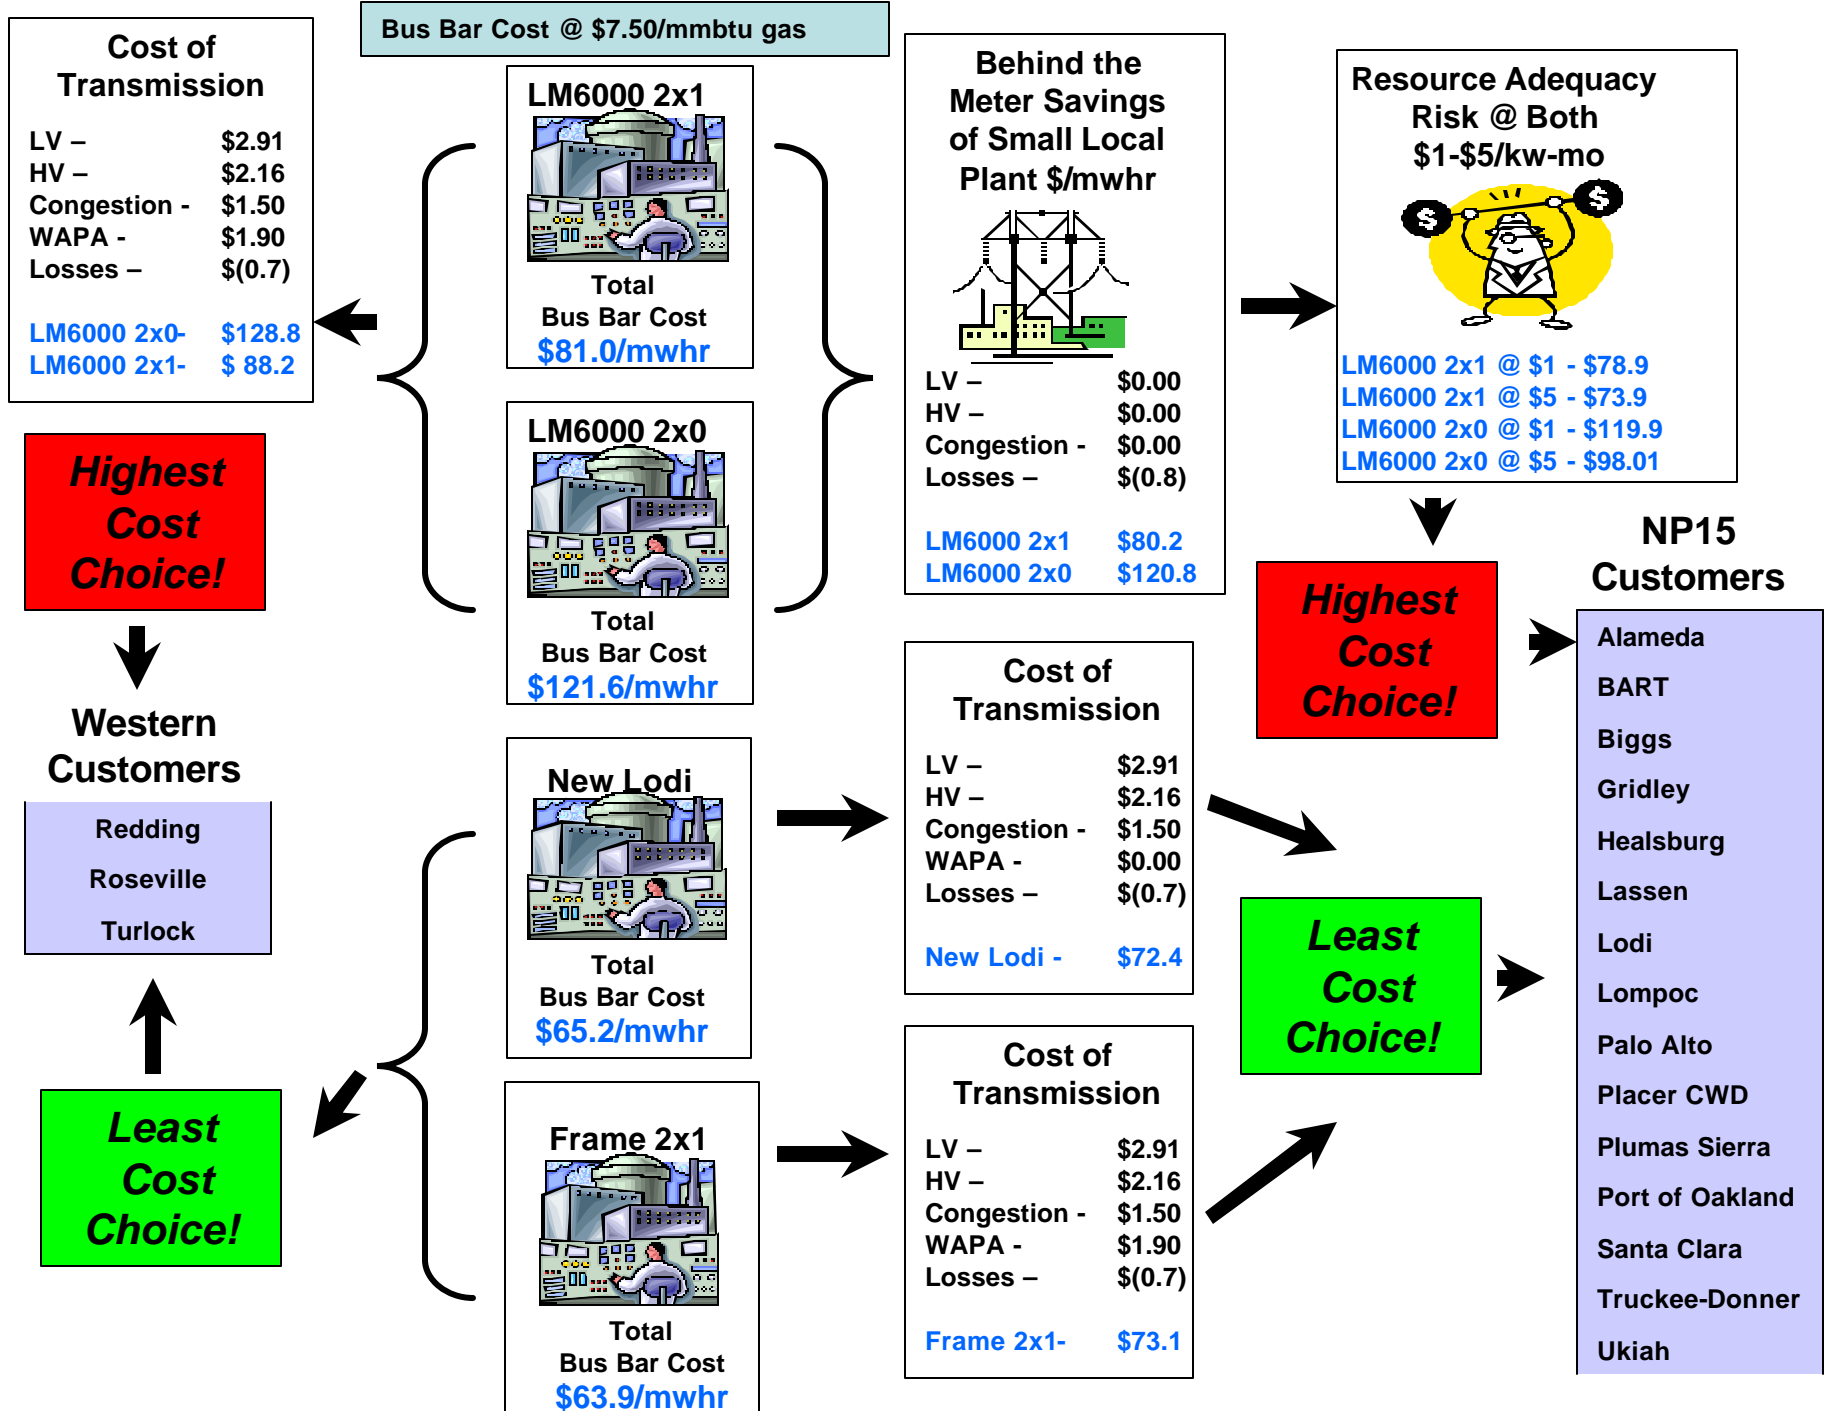 Bus Bar Cost @ $7.50/mmbtu gas
Cost of
Transmission
LV – $2.91
HV – $2.16
Congestion - $1.50
WAPA - $1.90
Losses – $(0.7)
LM6000 2x0- $128.8
LM6000 2x1- $ 88.2
Highest
Cost
Choice!
Western
Customers
Redding
Roseville
Turlock
Least
Cost
Choice!
LM6000 2x1
Total
Bus Bar Cost
$81.0/mwhr
LM6000 2x0
Total
Bus Bar Cost
$121.6/mwhr
New Lodi
Total
Bus Bar Cost
$65.2/mwhr
Frame 2x1
Total
Bus Bar Cost
$63.9/mwhr
Behind the
Meter Savings
of Small Local
Plant $/mwhr
LV – $0.00
HV – $0.00
Congestion - $0.00
Losses – $(0.8)
LM6000 2x1 $80.2
LM6000 2x0 $120.8
Cost of
Transmission
LV – $2.91
HV – $2.16
Congestion - $1.50
WAPA - $0.00
Losses – $(0.7)
New Lodi - $72.4
Cost of
Transmission
LV – $2.91
HV – $2.16
Congestion - $1.50
WAPA - $1.90
Losses – $(0.7)
Frame 2x1- $73.1
Resource Adequacy
Risk @ Both
$1-$5/kw-mo
$ $
LM6000 2x1 @ $1 - $78.9
LM6000 2x1 @ $5 - $73.9
LM6000 2x0 @ $1 - $119.9
LM6000 2x0 @ $5 - $98.01
Highest
Cost
Choice!
Least
Cost
Choice!
NP15
Customers
Alameda
BART
Biggs
Gridley
Healsburg
Lassen
Lodi
Lompoc
Palo Alto
Placer CWD
Plumas Sierra
Port of Oakland
Santa Clara
Truckee-Donner
Ukiah